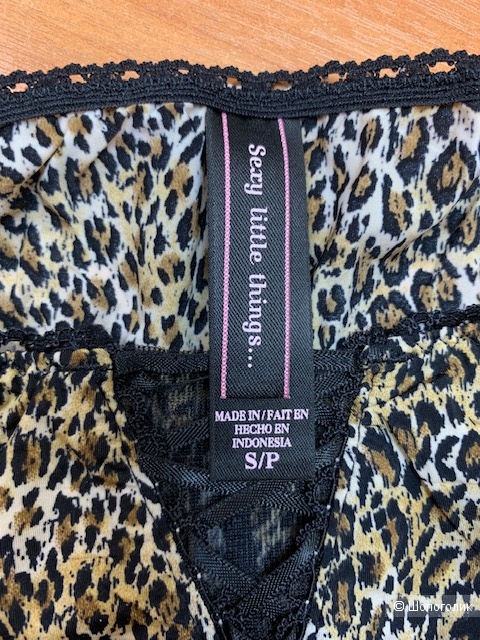 Sexy little things...
MADE IN / FAIT EN
HECHO EN
INDONESIA
S/P
© Шопоголик